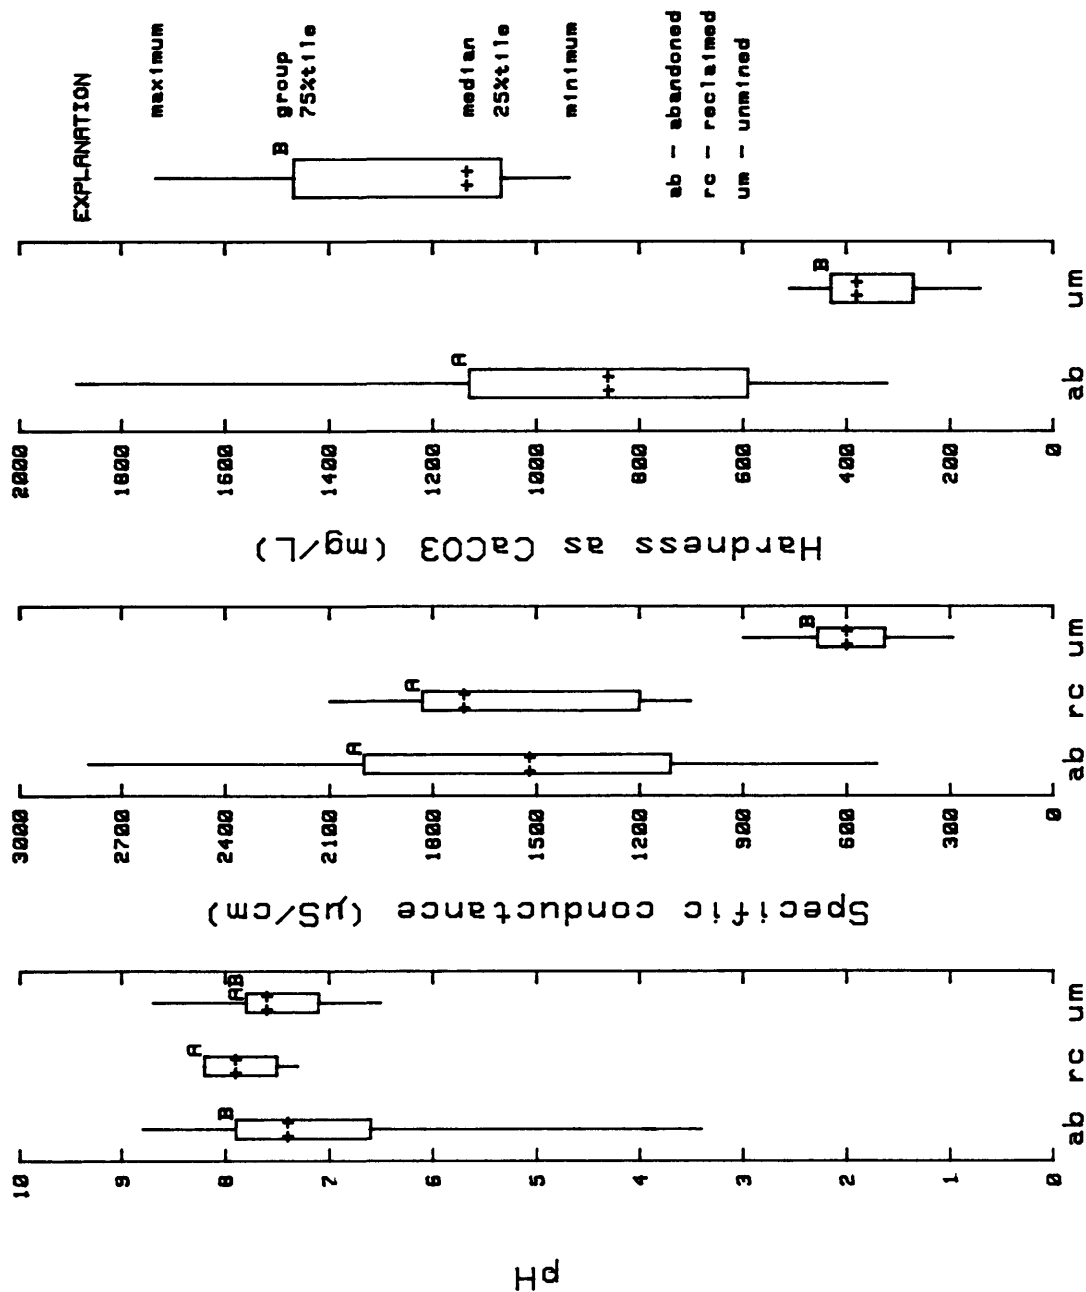 pH
10
9
8
7
6
5
4
3
2
1
0
B
A
AB
ab rc um
Specific conductance (µS/cm)
3000
2700
2400
2100
1800
1500
1200
900
600
300
0
A
A
B
ab rc um
Hardness as CaCO3 (mg/L)
2000
1800
1600
1400
1200
1000
800
600
400
200
0
A
B
ab um
EXPLANATION
maximum
B
group
75%tile
median
25%tile
minimum
ab - abandoned
rc - reclaimed
um - unmined